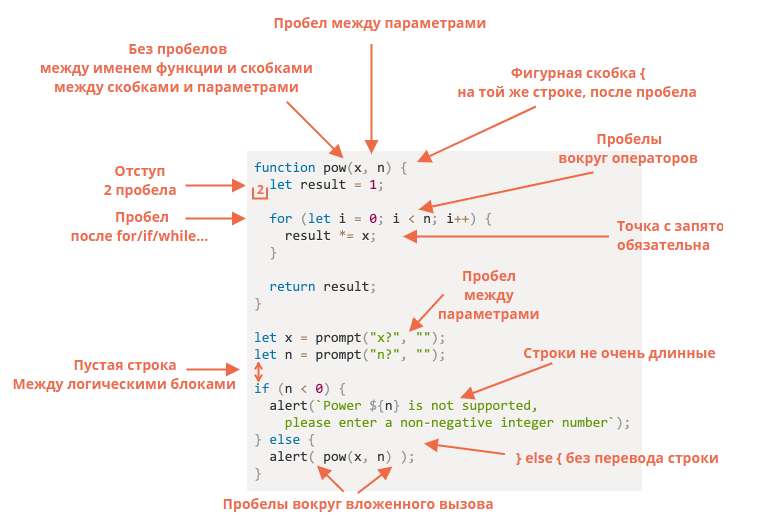 Пробел между параметрами
Без пробелов
между именем функции и скобками
между скобками и параметрами
Фигурная скобка {
на той же строке, после пробела
Пробелы
вокруг операторов
Отступ
2 пробела
Пробел
после for/if/while...
Точка с запято
обязательна
function pow(x, n) {
2
let result = 1;
for (let i = 0; i < n; i++) {
result *= x;
}
return result;
}
Пробел
между
параметрами
let x = prompt("x?", "");
let n = prompt("n?", "");
Пустая строка
Между логическими блоками
Строки не очень длинные
if (n < 0) {
alert(`Power ${n} is not supported,
please enter a non-negative integer number`);
} else {
alert( pow(x, n) );
}
} else { без перевода строки
Пробелы вокруг вложенного вызова